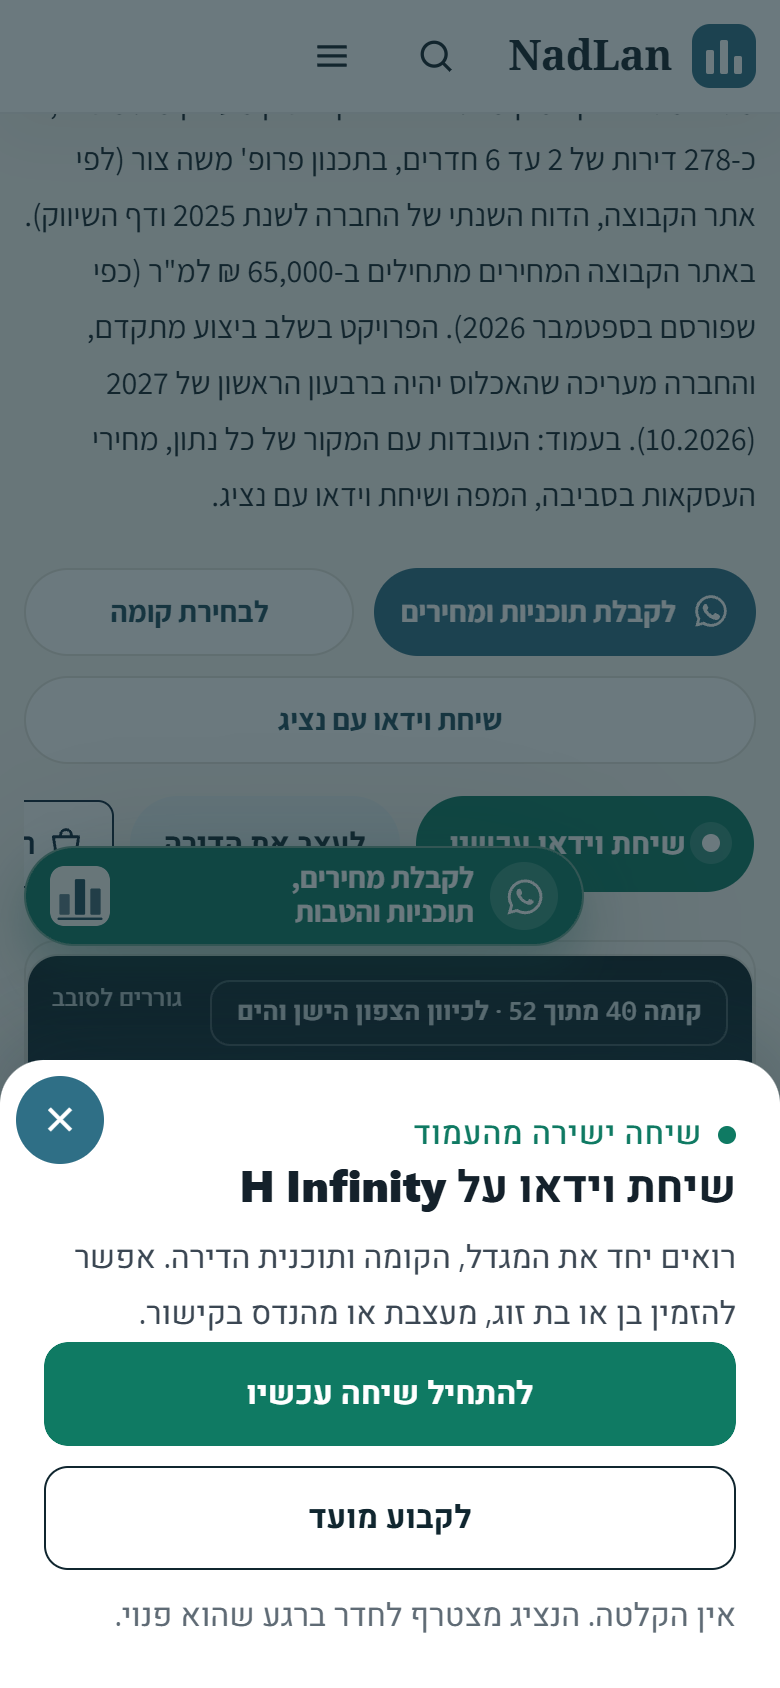 NadLan
כ-278 דירות של 2 עד 6 חדרים, בתכנון פרופ' משה צור (לפי
אתר הקבוצה, הדוח השנתי של החברה לשנת 2025 ודף השיווק).
באתר הקבוצה המחירים מתחילים ב-65,000 ₪ למ"ר (כפי
שפורסם בספטמבר 2026). הפרויקט בשלב ביצוע מתקדם,
והחברה מעריכה שהאכלוס יהיה ברבעון הראשון של 2027
(10.2026). בעמוד: העובדות עם המקור של כל נתון, מחירי
העסקאות בסביבה, המפה ושיחת וידאו עם נציג.
לקבלת תוכניות ומחירים
לבחירת קומה
שיחת וידאו עם נציג
שיחת וידאו עכשיו
לעצב את הדירה
לקבלת מחירים,
תוכניות והטבות
קומה 40 מתוך 52 · לכיוון הצפון הישן והים
גוררים לסובב
שיחה ישירה מהעמוד
שיחת וידאו על H Infinity
רואים יחד את המגדל, הקומה ותוכנית הדירה. אפשר
להזמין בן או בת זוג, מעצבת או מהנדס בקישור.
להתחיל שיחה עכשיו
לקבוע מועד
אין הקלטה. הנציג מצטרף לחדר ברגע שהוא פנוי.